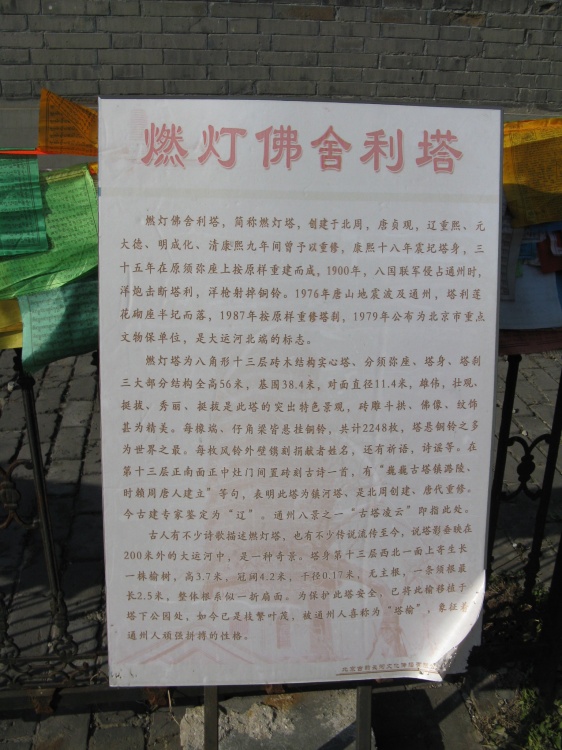 燃灯佛舍利塔
燃灯佛舍利塔，简称燃灯塔，创建于北周，唐贞观，辽重熙、元
大德、明成化、清康熙九年间曾予以重修，康熙十八年震圮塔身，三
十五年在原须弥座上按原样重建而成，1900年，八国联军侵占通州时，
洋炮击断塔刹，洋枪射掉铜铃。1976年唐山地震波及通州，塔刹莲
花砌座半圮而落，1987年按原样重修塔刹，1979年公布为北京市重点
文物保单位，是大运河北端的标志。
燃灯塔为八角形十三层砖木结构实心塔、分须弥座、塔身、塔刹
三大部分结构全高56米，基围38.4米，对面直径11.4米，雄伟，壮观、
挺拔、秀丽、挺拔是此塔的突出特色景观，砖雕斗拱、佛像、纹饰
甚为精美。每椽端、仔角梁皆悬挂铜铃，共计2248枚，塔悬铜铃之多
为世界之最。每枚风铃外壁镌刻捐献者姓名，还有祈语，诗谣等。在
第十三层正南面正中灶门间置砖刻古诗一首，有“巍巍古塔镇潞陵、
时赖周唐人建立”等句，表明此塔为镇河塔、是北周创建、唐代重修。
今古建专家鉴定为“辽”。通州八景之一“古塔凌云”即指此处。
古人有不少诗歌描述燃灯塔，也有不少传说流传至今，说塔影垂映在
200米外的大运河中，是一种奇景。塔身第十三层西北一面上寄生长
一株榆树，高3.7米，冠间4.2米，干径0.17米，无主根，一条须根最
长2.5米，整体根系似一新扇面。为保护此塔安全，已将此榆移植于
塔下公园处，如今已是枝繁叶茂，被通州人喜称为“塔榆”，象征着
通州人顽强拼搏的性格。